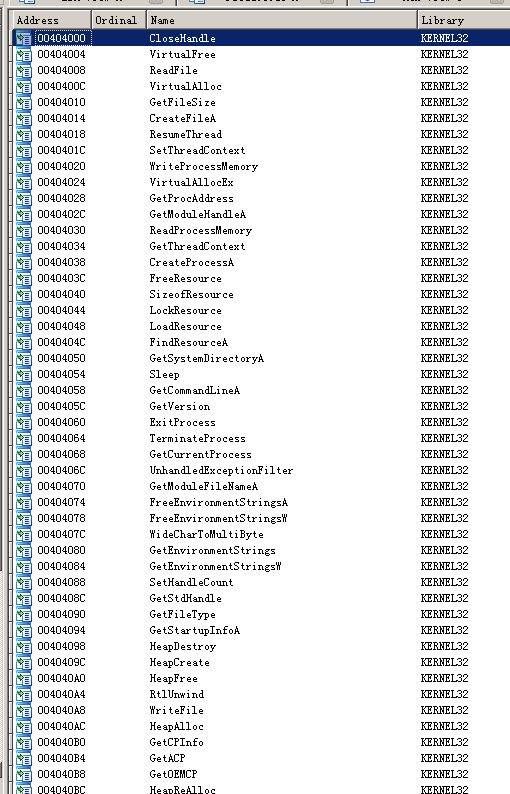 Address Ordinal Name Library
00404000 CloseHandle KERNEL32
00404004 VirtualFree KERNEL32
00404008 ReadFile KERNEL32
0040400C VirtualAlloc KERNEL32
00404010 GetFileSize KERNEL32
00404014 CreateFileA KERNEL32
00404018 ResumeThread KERNEL32
0040401C SetThreadContext KERNEL32
00404020 WriteProcessMemory KERNEL32
00404024 VirtualAllocEx KERNEL32
00404028 GetProcAddress KERNEL32
0040402C GetModuleHandleA KERNEL32
00404030 ReadProcessMemory KERNEL32
00404034 GetThreadContext KERNEL32
00404038 CreateProcessA KERNEL32
0040403C FreeResource KERNEL32
00404040 SizeofResource KERNEL32
00404044 LockResource KERNEL32
00404048 LoadResource KERNEL32
0040404C FindResourceA KERNEL32
00404050 GetSystemDirectoryA KERNEL32
00404054 Sleep KERNEL32
00404058 GetCommandLineA KERNEL32
0040405C GetVersion KERNEL32
00404060 ExitProcess KERNEL32
00404064 TerminateProcess KERNEL32
00404068 GetCurrentProcess KERNEL32
0040406C UnhandledExceptionFilter KERNEL32
00404070 GetModuleFileNameA KERNEL32
00404074 FreeEnvironmentStringsA KERNEL32
00404078 FreeEnvironmentStringsW KERNEL32
0040407C WideCharToMultiByte KERNEL32
00404080 GetEnvironmentStrings KERNEL32
00404084 GetEnvironmentStringsW KERNEL32
00404088 SetHandleCount KERNEL32
0040408C GetStdHandle KERNEL32
00404090 GetFileType KERNEL32
00404094 GetStartupInfoA KERNEL32
00404098 HeapDestroy KERNEL32
0040409C HeapCreate KERNEL32
004040A0 HeapFree KERNEL32
004040A4 RtlUnwind KERNEL32
004040A8 WriteFile KERNEL32
004040AC HeapAlloc KERNEL32
004040B0 GetCPInfo KERNEL32
004040B4 GetACP KERNEL32
004040B8 GetOEMCP KERNEL32
004040BC HeapReAlloc KERNEL32